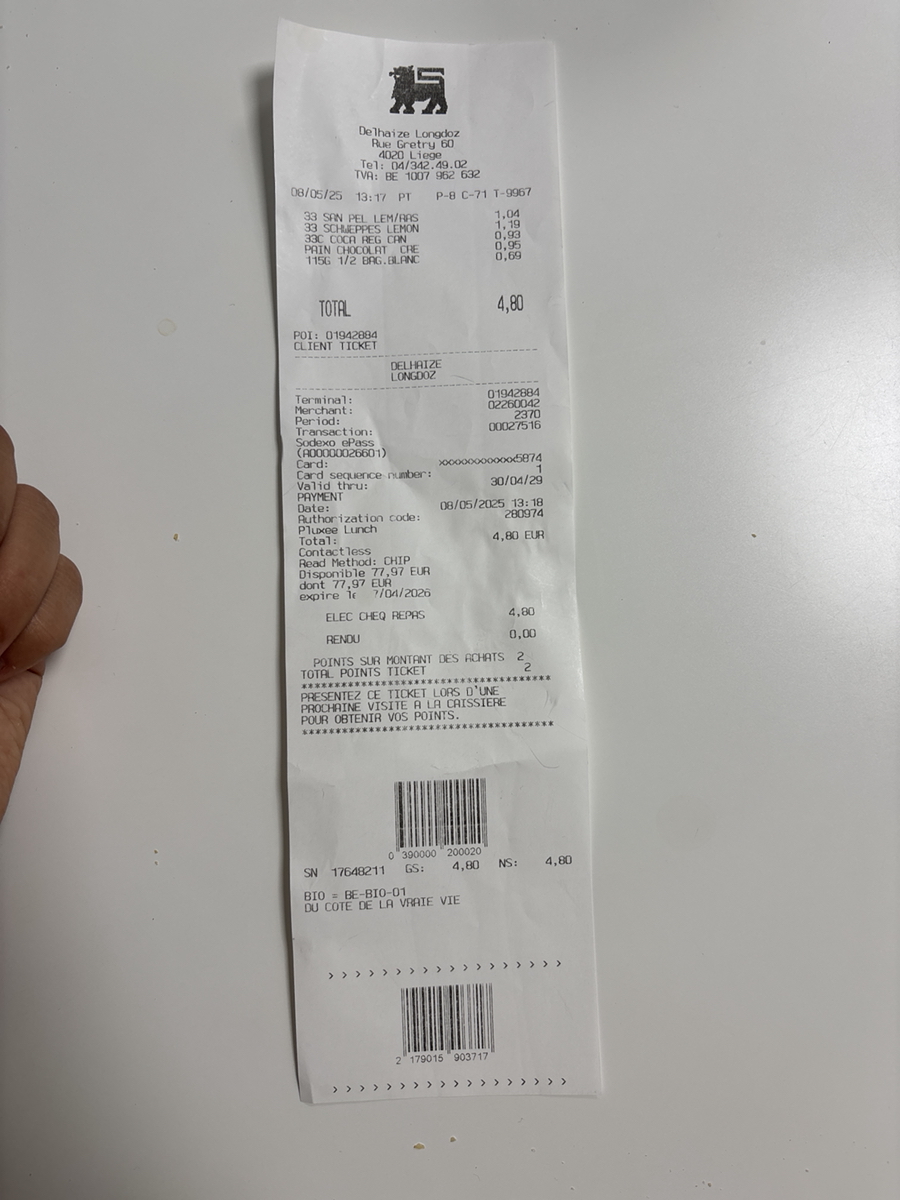 Delhaize Longdoz
Rue Gretry 60
4020 Liege
Tel: 04/342.49.02
TVA: BE 1007 962 632
08/05/25 13:17 PT P-8 C-71 T-9967
33 SAN PEL LEM/RAS 1,04
33 SCHWEPPES LEMON 1,19
33C COCA REG CAN 0,93
PAIN CHOCOLAT CRE 0,95
115G 1/2 BAG.BLANC 0,69
TOTAL 4,80
POI: 01942884
CLIENT TICKET
DELHAIZE
LONGDOZ
Terminal: 01942884
Merchant: 02260042
Period: 2370
Transaction: 00027516
Sodexo ePass
(A00000026601)
Card: xxxxxxxxxxxxx5874
Card sequence number: 1
Valid thru: 30/04/29
PAYMENT
Date: 08/05/2025 13:18
Authorization code: 280974
Pluxee Lunch
Total: 4,80 EUR
Contactless
Read Method: CHIP
Disponible 77,97 EUR
dont 77,97 EUR
expire le /04/2026
ELEC CHEQ REPAS 4,80
RENDU 0,00
POINTS SUR MONTANT DES ACHATS 2
TOTAL POINTS TICKET 2
*****************************************
PRESENTEZ CE TICKET LORS D'UNE
PROCHAINE VISITE A LA CAISSIERE
POUR OBTENIR VOS POINTS.
*****************************************
0 390000 200020
SN 17648211 GS: 4,80 NS: 4,80
BIO = BE-BIO-01
DU COTE DE LA VRAIE VIE
> > > > > > > > > > > > > > > > > >
2 179015 903717
> > > > > > > > > > > > > > > > > >